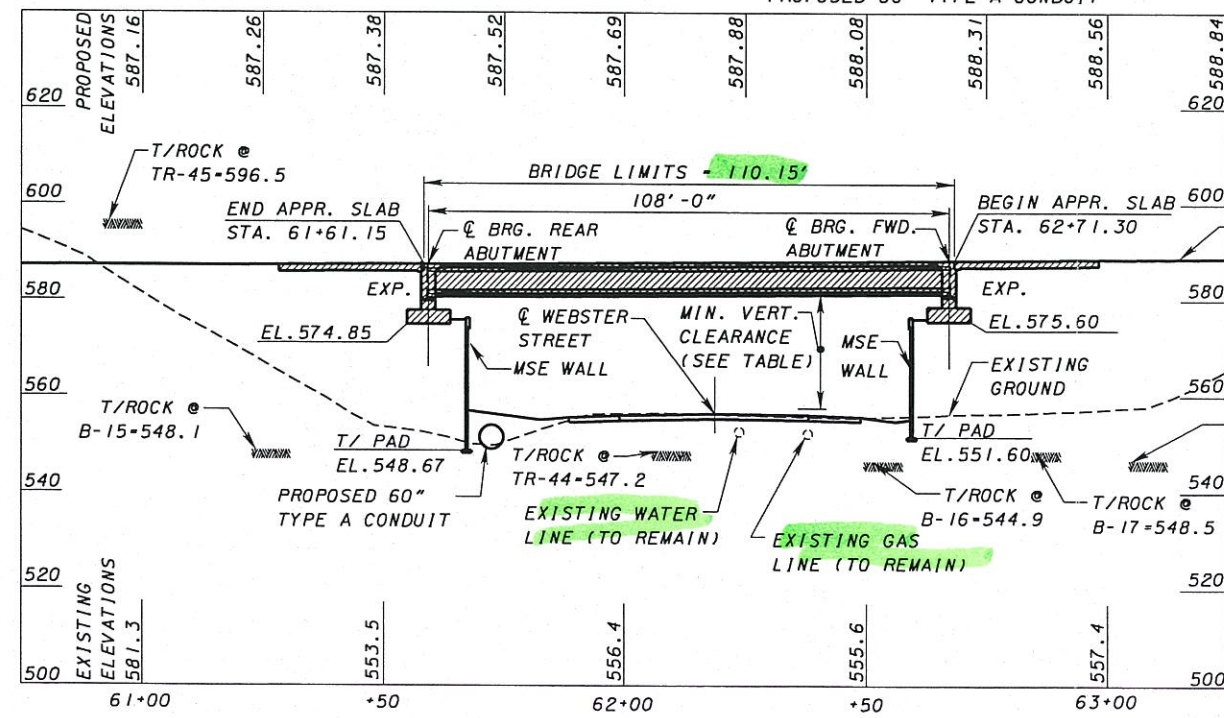 PROPOSED ELEVATIONS
587.16
587.26
587.38
587.52
587.69
587.88
588.08
588.31
588.56
588.84
620
620
T/ROCK @
TR-45=596.5
BRIDGE LIMITS = 110.15'
108'-0"
600
600
END APPR. SLAB
STA. 61+61.15
℄ BRG. REAR
ABUTMENT
℄ BRG. FWD.
ABUTMENT
BEGIN APPR. SLAB
STA. 62+71.30
580
580
EXP.
EXP.
EL.574.85
℄ WEBSTER
STREET
MIN. VERT.
CLEARANCE
(SEE TABLE)
EL.575.60
MSE WALL
MSE
WALL
EXISTING
GROUND
560
560
T/ROCK @
B-15=548.1
T/ PAD
EL.548.67
T/ROCK @
TR-44=547.2
T/ PAD
EL.551.60
540
540
PROPOSED 60"
TYPE A CONDUIT
EXISTING WATER
LINE (TO REMAIN)
EXISTING GAS
LINE (TO REMAIN)
T/ROCK @
B-16=544.9
T/ROCK @
B-17=548.5
520
520
EXISTING
ELEVATIONS
581.3
553.5
556.4
555.6
557.4
500
500
61+00
+50
62+00
+50
63+00